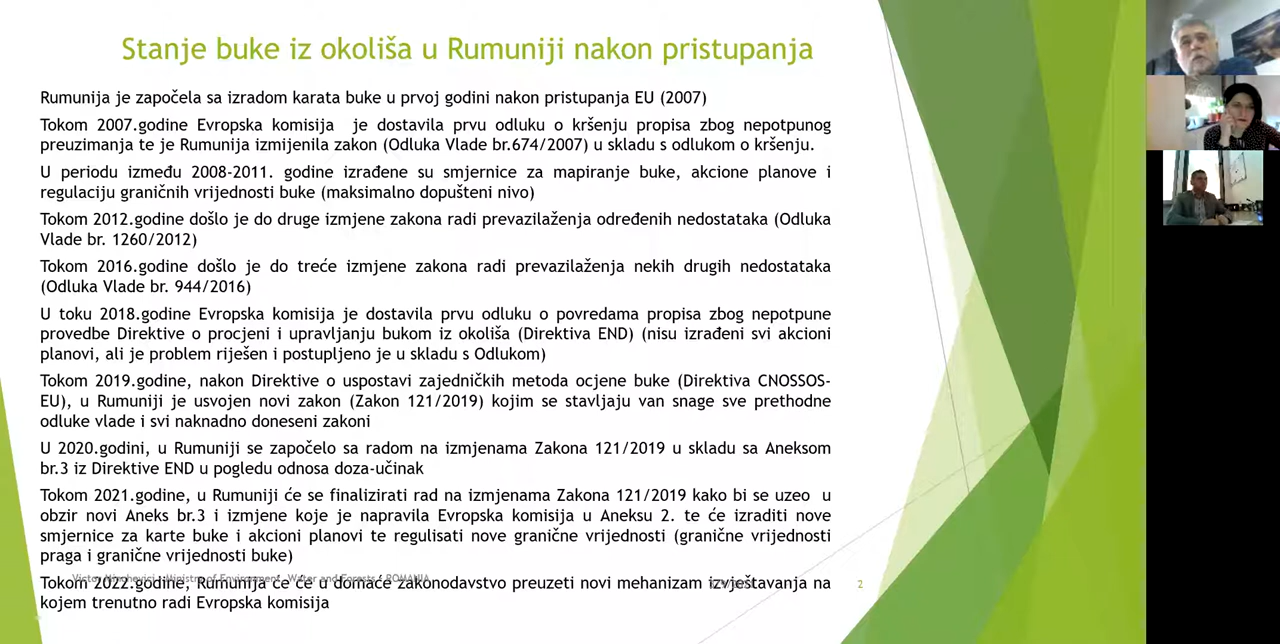 Stanje buke iz okoliša u Rumuniji nakon pristupanja
Rumunija je započela sa izradom karata buke u prvoj godini nakon pristupanja EU (2007)
Tokom 2007.godine Evropska komisija je dostavila prvu odluku o kršenju propisa zbog nepotpunog
preuzimanja te je Rumunija izmijenila zakon (Odluka Vlade br.674/2007) u skladu s odlukom o kršenju.
U periodu između 2008-2011. godine izrađene su smjernice za mapiranje buke, akcione planove i
regulaciju graničnih vrijednosti buke (maksimalno dopušteni nivo)
Tokom 2012.godine došlo je do druge izmjene zakona radi prevazilaženja određenih nedostataka (Odluka
Vlade br. 1260/2012)
Tokom 2016.godine došlo je do treće izmjene zakona radi prevazilaženja nekih drugih nedostataka
(Odluka Vlade br. 944/2016)
U toku 2018.godine Evropska komisija je dostavila prvu odluku o povredama propisa zbog nepotpune
provedbe Direktive o procjeni i upravljanju bukom iz okoliša (Direktiva END) (nisu izrađeni svi akcioni
planovi, ali je problem riješen i postupljeno je u skladu s Odlukom)
Tokom 2019.godine, nakon Direktive o uspostavi zajedničkih metoda ocjene buke (Direktiva CNOSSOS-
EU), u Rumuniji je usvojen novi zakon (Zakon 121/2019) kojim se stavljaju van snage sve prethodne
odluke vlade i svi naknadno doneseni zakoni
U 2020.godini, u Rumuniji se započelo sa radom na izmjenama Zakona 121/2019 u skladu sa Aneksom
br.3 iz Direktive END u pogledu odnosa doza-učinak
Tokom 2021.godine, u Rumuniji će se finalizirati rad na izmjenama Zakona 121/2019 kako bi se uzeo u
obzir novi Aneks br.3 i izmjene koje je napravila Evropska komisija u Aneksu 2. te će izraditi nove
smjernice za karte buke i akcioni planovi te regulisati nove granične vrijednosti (granične vrijednosti
praga i granične vrijednosti buke)
Tokom 2022.godine, Rumunija će će u domaće zakonodavstvo preuzeti novi mehanizam izvještavanja na
kojem trenutno radi Evropska komisija
Ministry of Environment, Water and Forests - ROMANIA
2